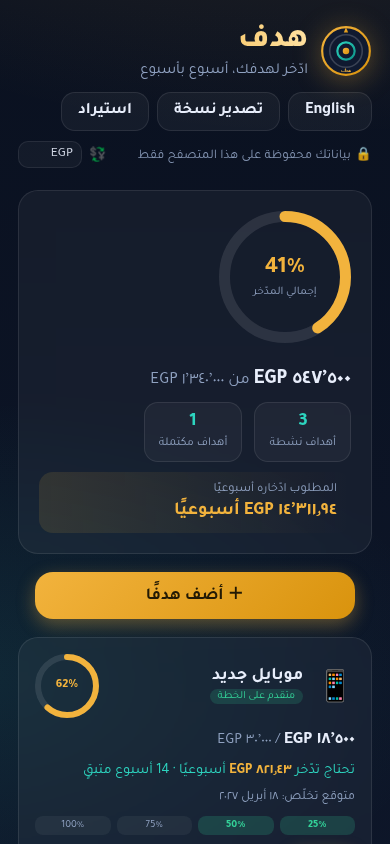 هدف
ادّخر لهدفك، أسبوع بأسبوع
English
تصدير نسخة
استيراد
🔒 بياناتك محفوظة على هذا المتصفح فقط
💱 EGP
41%
إجمالي المدّخر
٥٤٧٬٥٠٠ EGP من ١٬٣٤٠٬٠٠٠ EGP
3
أهداف نشطة
1
أهداف مكتملة
المطلوب ادّخاره أسبوعيًا
١٤٬٣١١٫٩٤ EGP أسبوعيًّا
+ أضف هدفًا
موبايل جديد
متقدم على الخطة
62%
١٨٬٥٠٠ EGP / ٣٠٬٠٠٠ EGP
تحتاج تدّخر ٨٢١٫٤٣ EGP أسبوعيًا · 14 أسبوع متبقٍ
متوقع تخلّص: ١٨ أبريل ٢٠٢٧
25%
50%
75%
100%